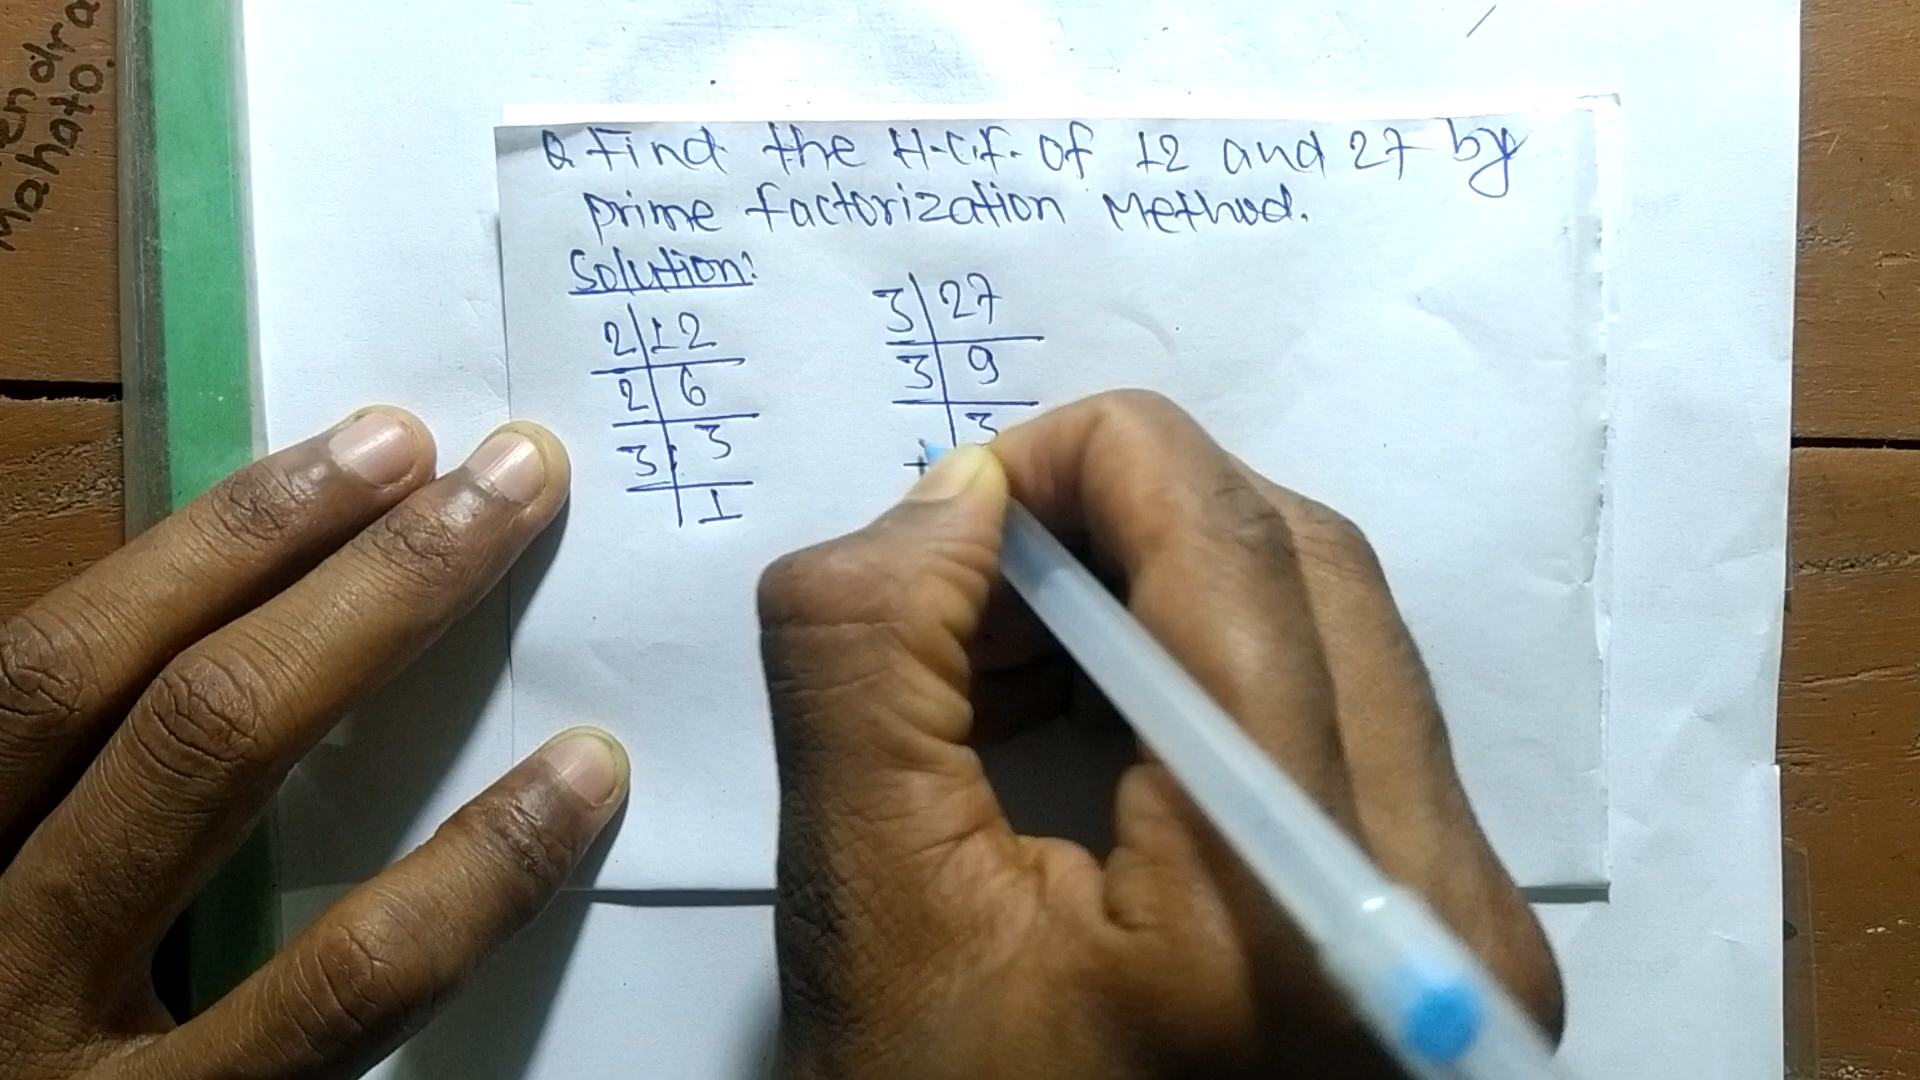 Q. Find the H.C.F. of 12 and 27 by
prime factorization Method.
Solution:
2 12
2 6
3 3
1
3 27
3 9
3
Mahato.